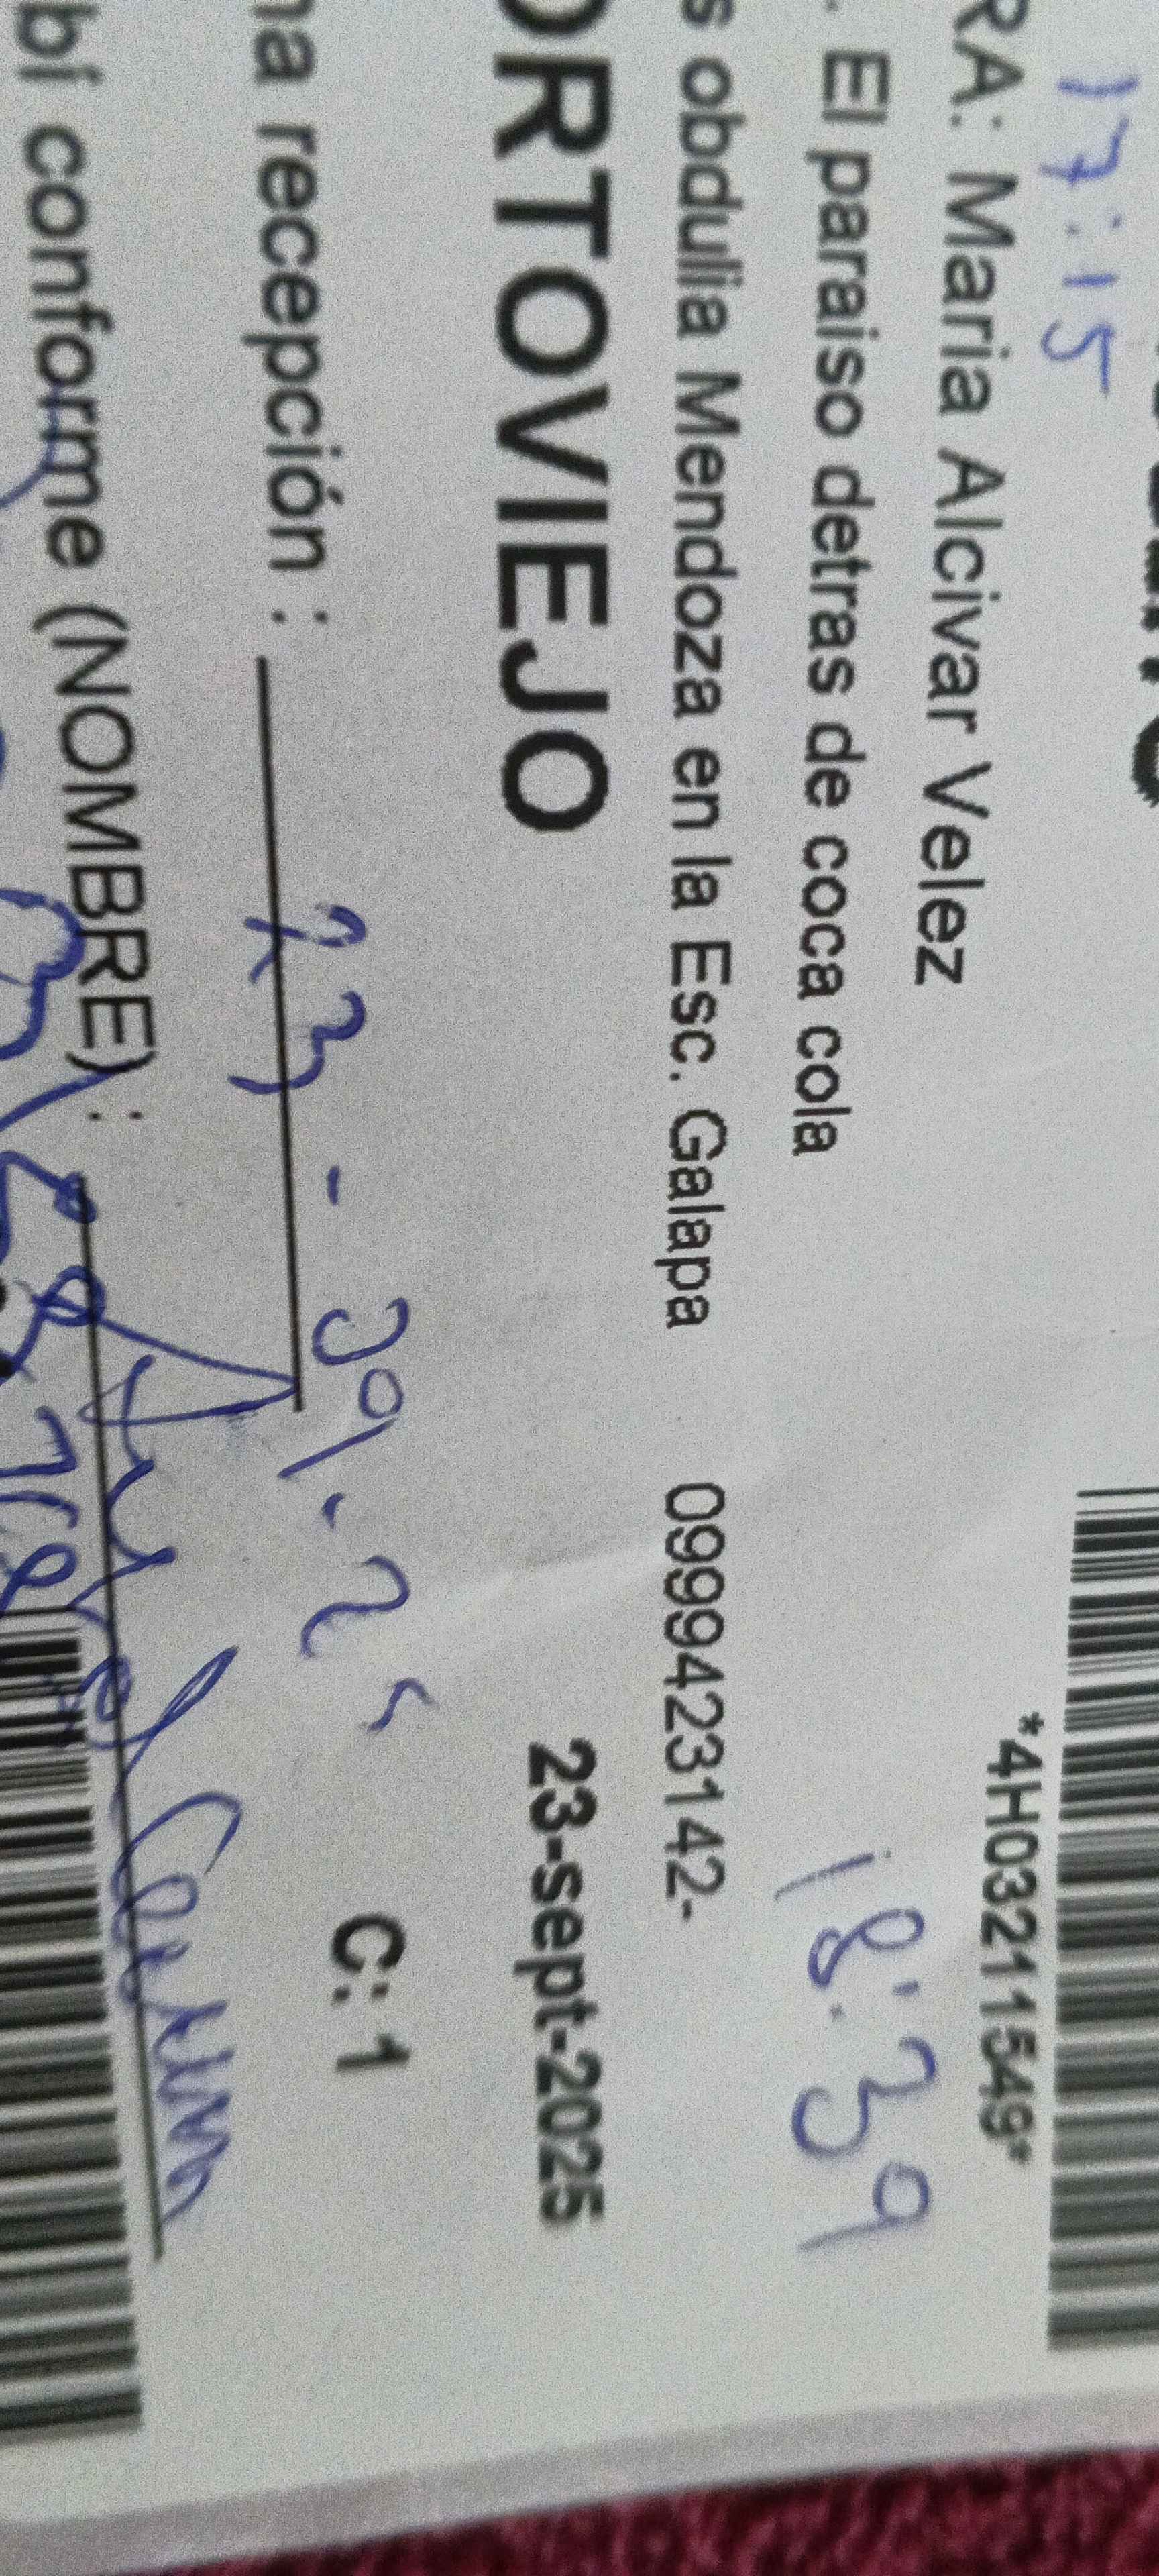 17:15
*4H03211549*
RA: Maria Alcivar Velez
. El paraiso detras de coca cola
18:39
s obdulia Mendoza en la Esc. Galapa 0999423142-
ORTOVIEJO 23-sept-2025
na recepción : 23-09-25 C: 1
bí conforme (NOMBRE) :